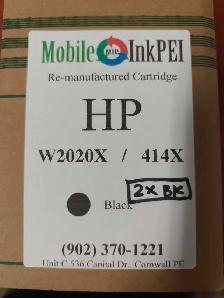 Mobile MIP InkPEI
Re-manufactured Cartridge
HP
W2020X / 414X
Black
2x BK
(902) 370-1221
Unit C 536 Capital Dr. Cornwall PE